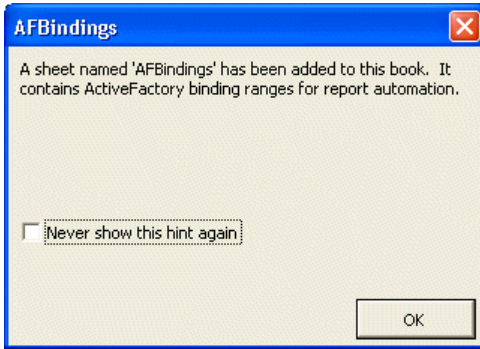 AFBindings
A sheet named 'AFBindings' has been added to this book.  It
contains ActiveFactory binding ranges for report automation.
Never show this hint again
OK